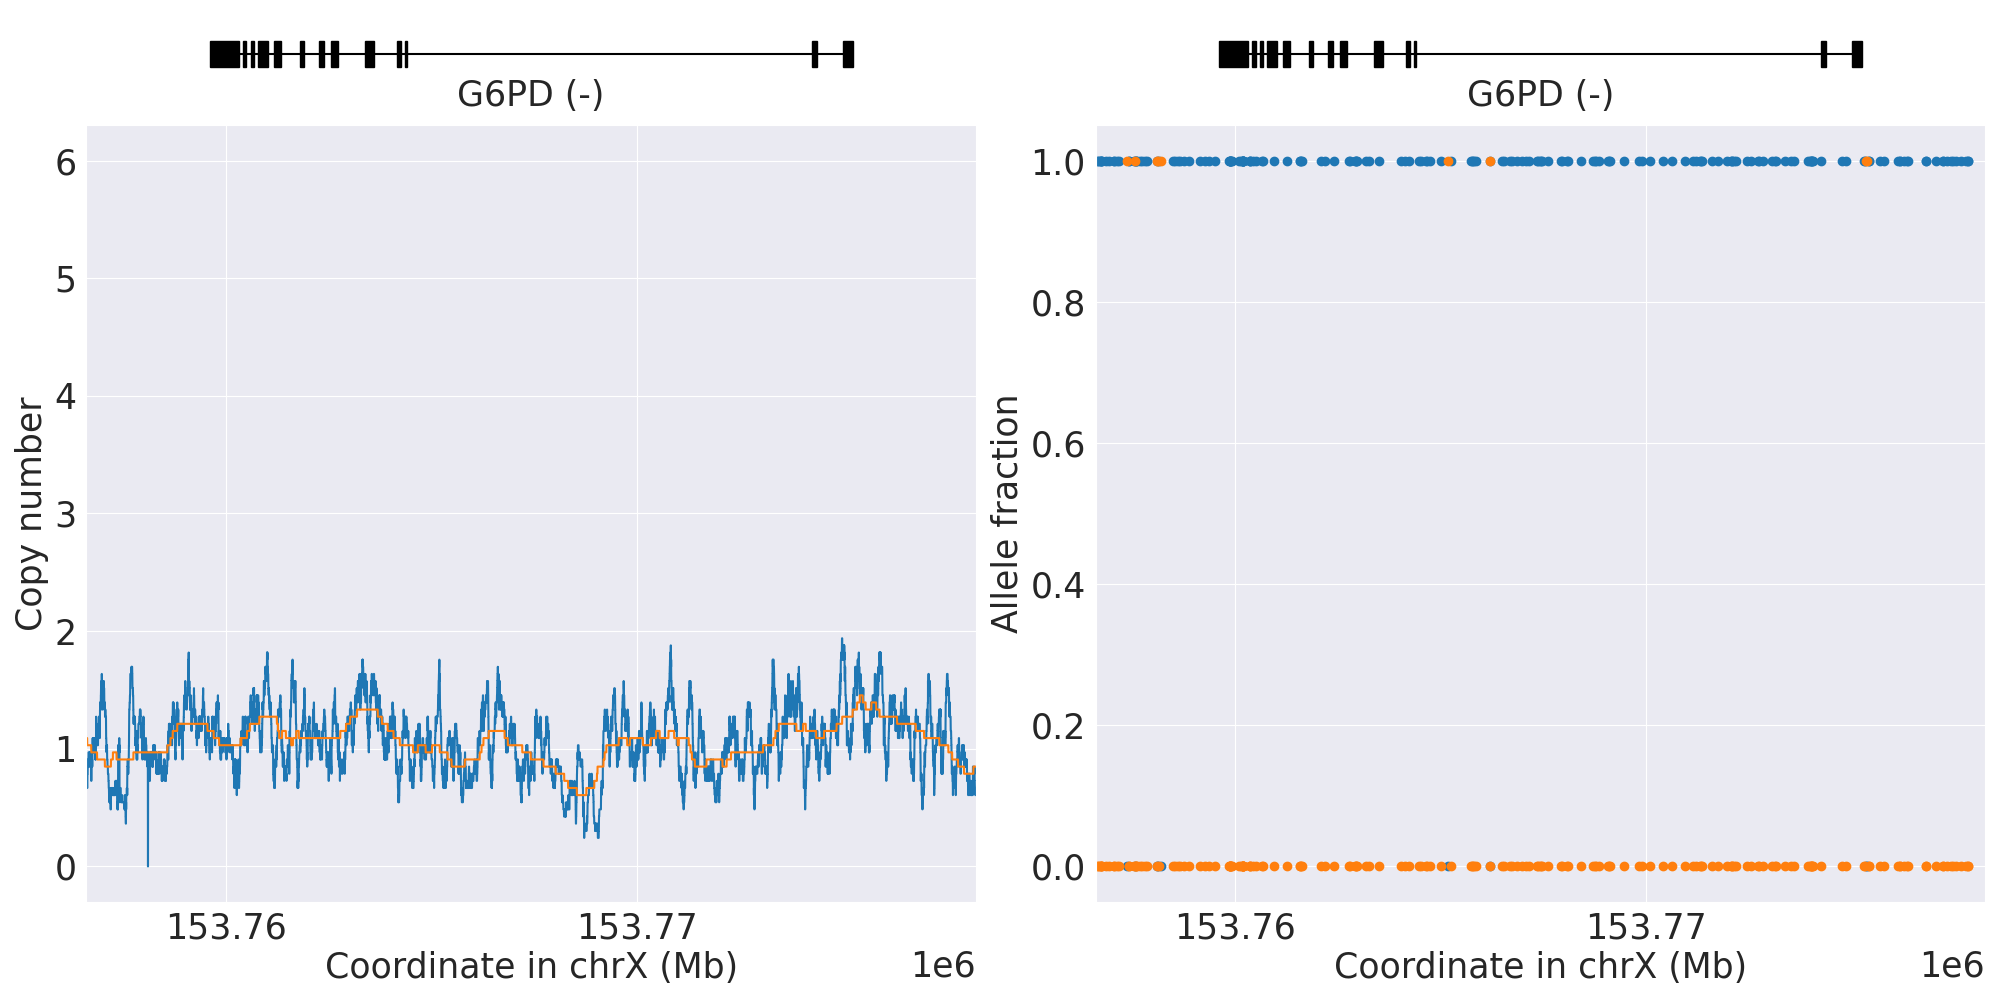 G6PD (-)
G6PD (-)
Copy number
6
5
4
3
2
1
0
153.76
153.77
Coordinate in chrX (Mb)
1e6
Allele fraction
1.0
0.8
0.6
0.4
0.2
0.0
153.76
153.77
Coordinate in chrX (Mb)
1e6